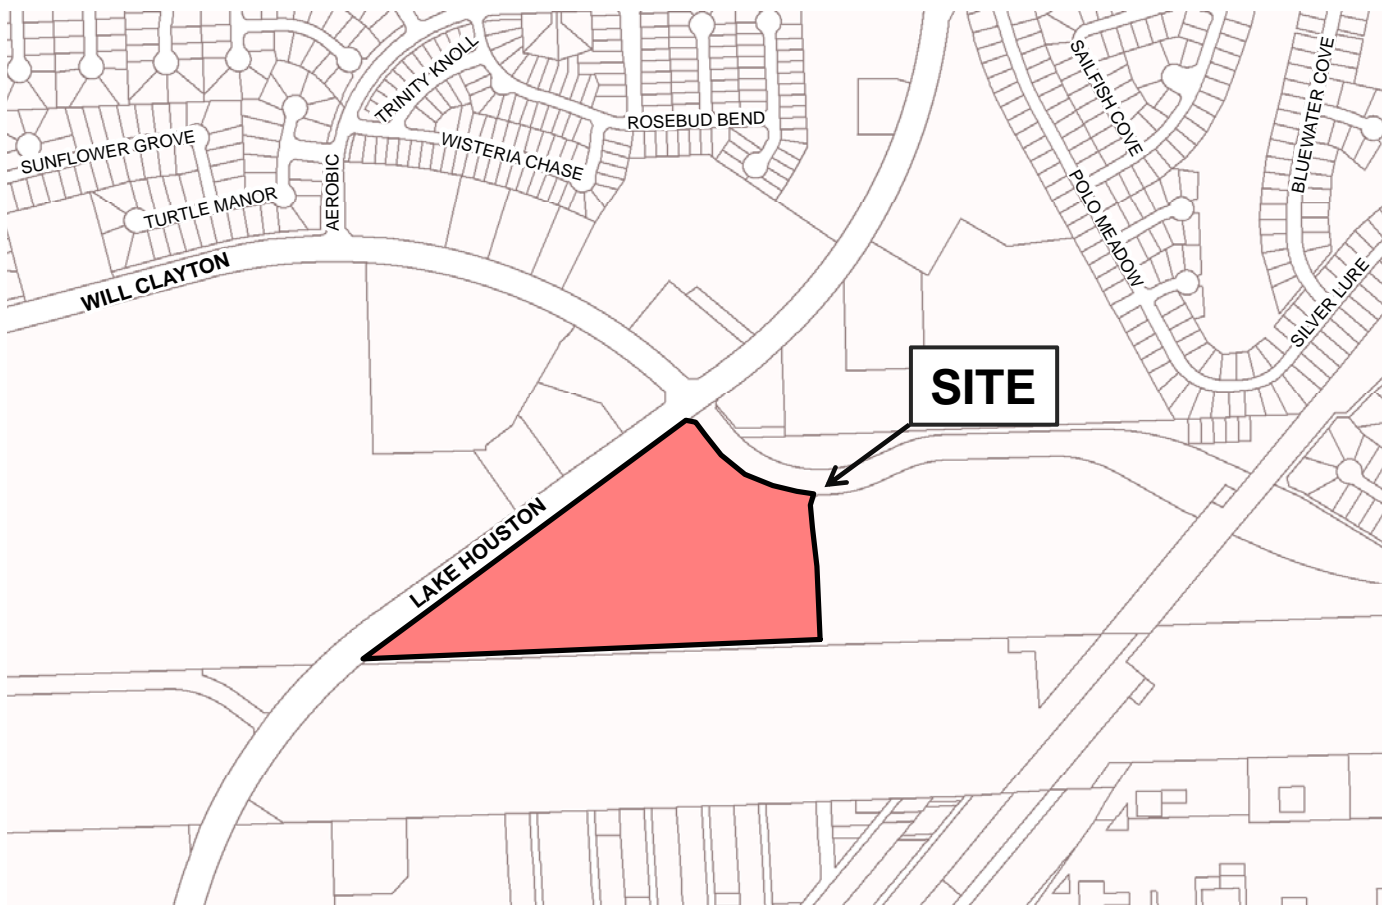 TRINITY KNOLL
SAILFISH COVE
BLUEWATER COVE
ROSEBUD BEND
SUNFLOWER GROVE
WISTERIA CHASE
AEROBIC
TURTLE MANOR
POLO MEADOW
WILL CLAYTON
SILVER LURE
SITE
LAKE HOUSTON